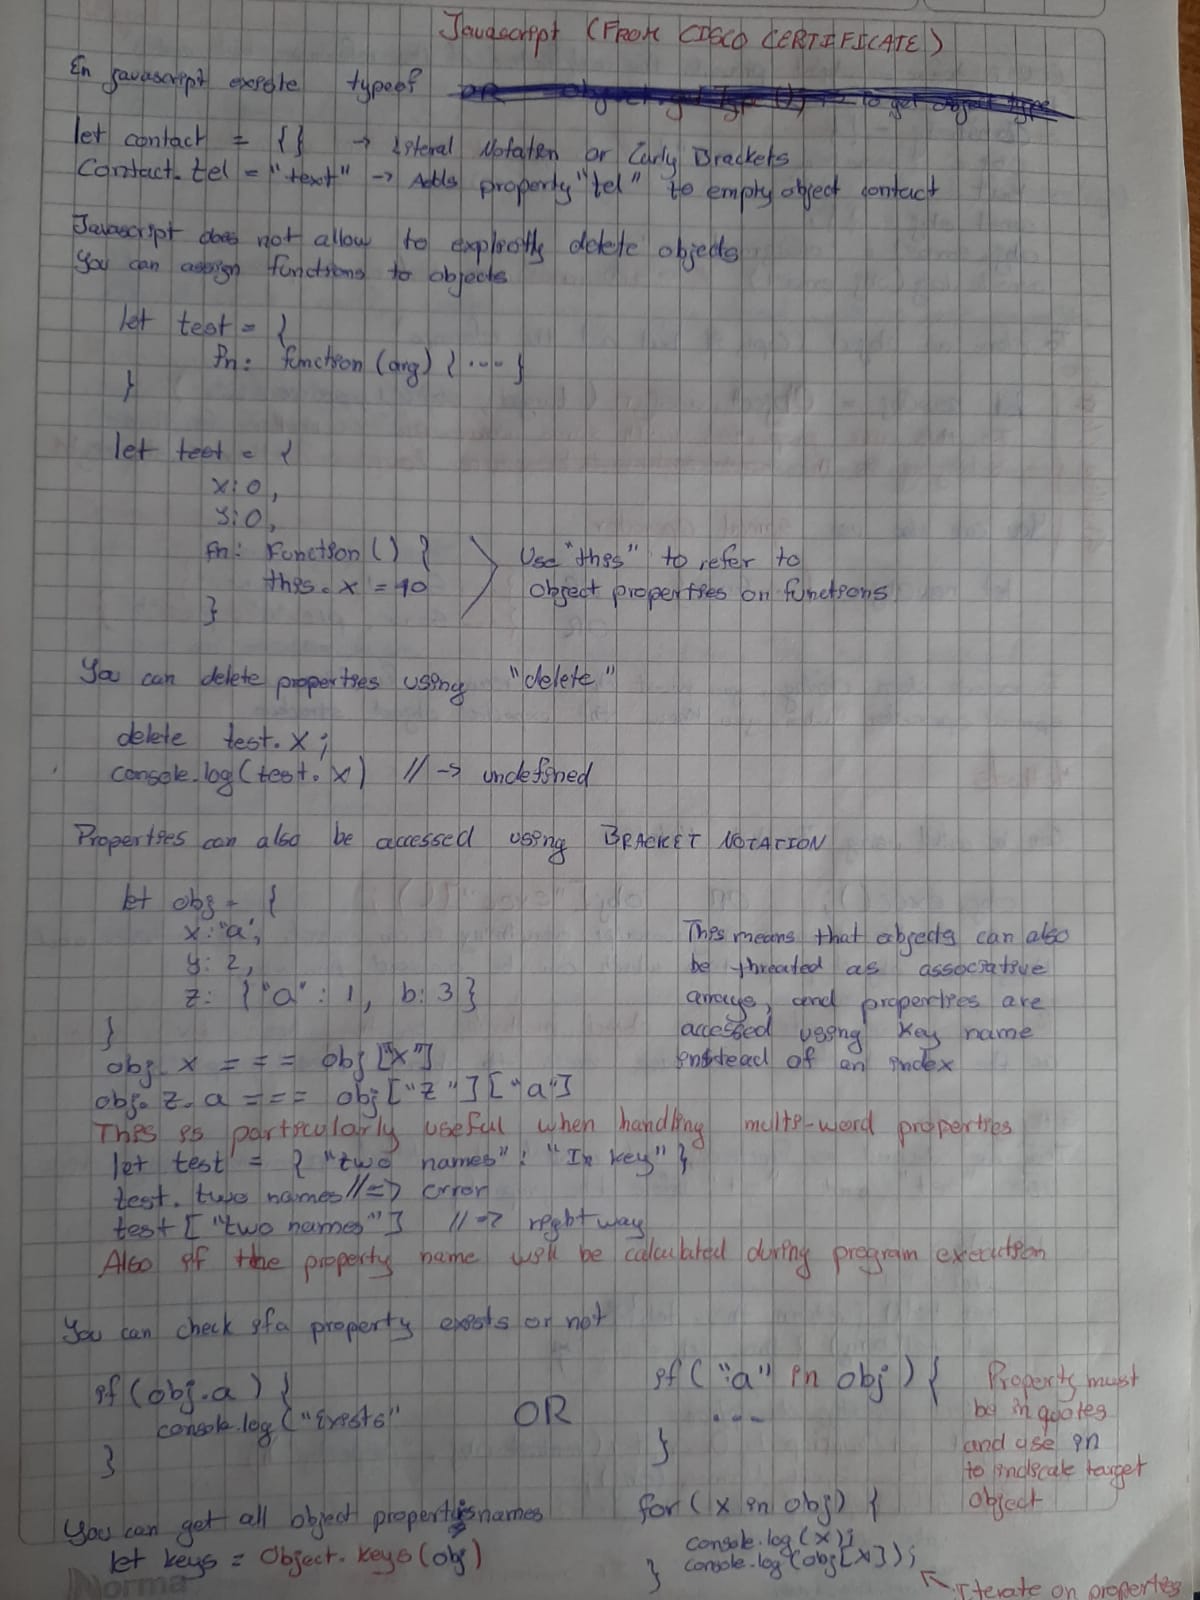 Javascript (FROM CISCO CERTIFICATE)
En javascript existe typeof
let contact = {} -> Literal Notation or Curly Brackets
Contact.tel = "text" -> Adds property "tel" to empty object contact
Javascript does not allow to explicitly delete objects
You can assign functions to objects
let test = {
fn: function (arg) { ... }
}
let test = {
x: 0,
y: 0,
fn: Function () {
this.x = 10
}
Use "this" to refer to
object properties on functions
You can delete properties using "delete"
delete test.x;
console.log(test.x) // -> undefined
Properties can also be accessed using BRACKET NOTATION
let obj = {
x: "a",
y: 2,
z: {"a": 1, b: 3}
}
This means that objects can also
be threated as associative
arrays, and properties are
accessed using key name
instead of an index
obj. x === obj["x"]
obj. z. a === obj["z"]["a"]
This is particularly useful when handling multi-word properties
let test = { "two names": "In key"}
test. two names //=> error
test ["two names"] //=> right way
Also if the property name will be calculated during program execution
You can check if a property exists or not
if (obj.a) {
console.log("Exists"
}
OR
if ("a" in obj) {
...
}
Property must
be in quotes
and use in
to indicate target
object
You can get all object properties names
let keys = Object.keys(obj)
for (x in obj) {
console.log(x);
console.log(obj[x]);
}
Iterate on properties
Norma